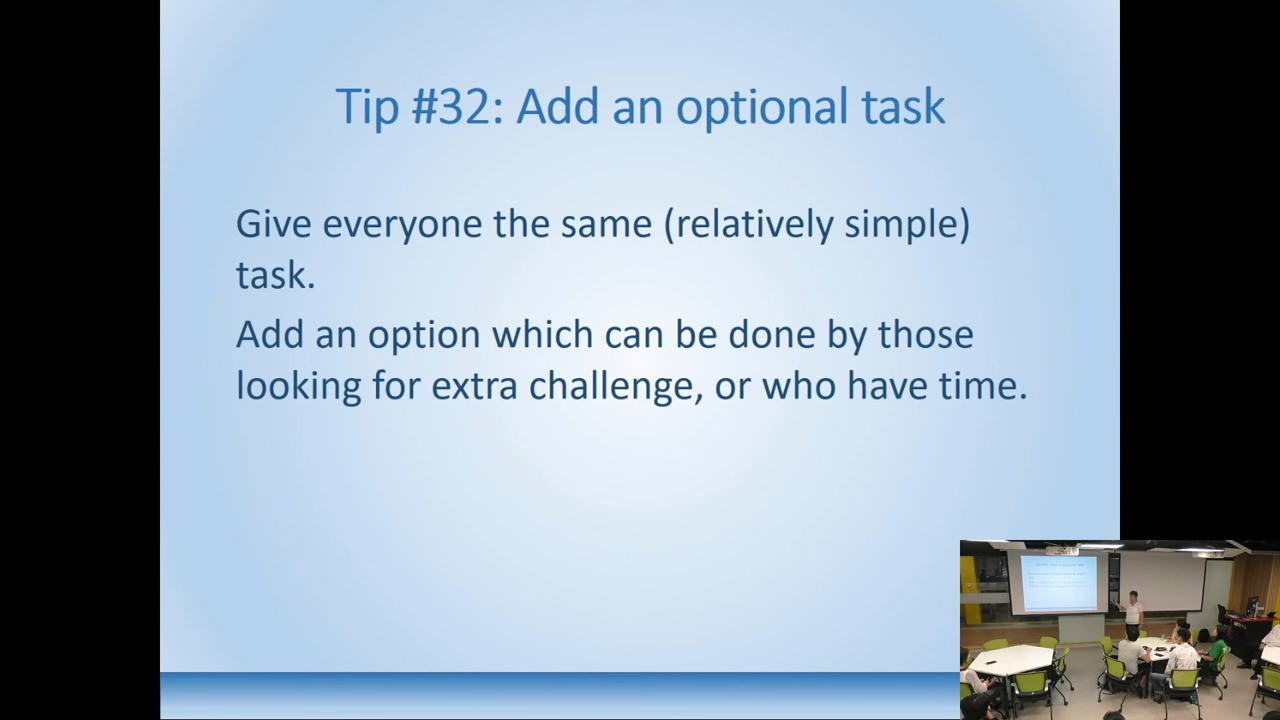 Tip #32: Add an optional task
Give everyone the same (relatively simple)
task.
Add an option which can be done by those
looking for extra challenge, or who have time.